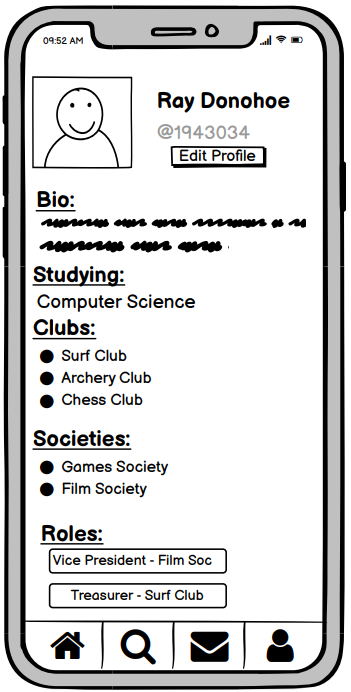 09:52 AM
Ray Donohoe
@1943034
Edit Profile
Bio:
Studying:
Computer Science
Clubs:
Surf Club
Archery Club
Chess Club
Societies:
Games Society
Film Society
Roles:
Vice President - Film Soc
Treasurer - Surf Club